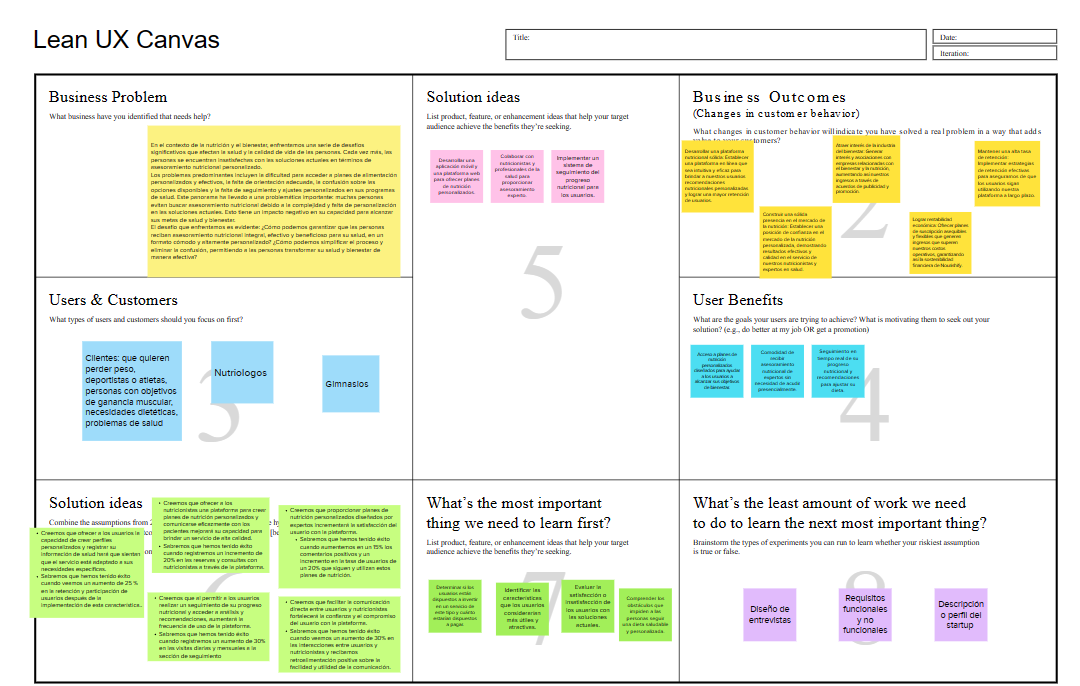 Lean UX Canvas
Title:
Date:
Iteration:
Business Problem
What business have you identified that needs help?
En el contexto de la nutrición y el bienestar, enfrentamos una serie de desafíos
significativos que afectan la salud y la calidad de vida de las personas. Cada vez más, las
personas se encuentran insatisfechas con las soluciones actuales en términos de
asesoramiento nutricional personalizado.
Los problemas predominantes incluyen la dificultad para acceder a planes de alimentación
personalizados y efectivos, la falta de orientación adecuada, la confusión sobre las
opciones disponibles y la falta de seguimiento y ajustes personalizados en sus programas
de salud. Este panorama ha llevado a una problemática importante: muchas personas
evitan buscar asesoramiento nutricional debido a la complejidad y falta de personalización
en las soluciones actuales. Esto tiene un impacto negativo en su capacidad para alcanzar
sus metas de salud y bienestar.
El desafío que enfrentamos es evidente: ¿Cómo podemos garantizar que las personas
reciban asesoramiento nutricional integral, efectivo y beneficioso para su salud, en un
formato cómodo y altamente personalizado? ¿Cómo podemos simplificar el proceso y
eliminar la confusión, permitiendo a las personas transformar su salud y bienestar de
manera efectiva?
Solution ideas
List product, feature, or enhancement ideas that help your target
audience achieve the benefits they're seeking.
Desarrollar una
aplicación móvil y
una plataforma web
para ofrecer planes
de nutrición
personalizados.
Colaborar con
nutricionistas y
profesionales de la
salud para
proporcionar
asesoramiento
experto.
Implementar un
sistema de
seguimiento del
progreso
nutricional para
los usuarios.
5
Business Outcomes
(Changes in customer behavior)
What changes in customer behavior will indicate you have solved a real problem in a way that adds
customers?
Desarrollar una plataforma
nutricional sólida: Establecer
una plataforma en línea que
sea intuitiva y eficaz para
brindar a nuestros usuarios
recomendaciones
nutricionales personalizadas
y lograr una mayor retención
de usuarios.
Atraer interés de la industria
del bienestar: Generar
interés y asociaciones con
empresas relacionadas con
el bienestar y la nutrición,
aumentando así nuestros
ingresos a través de
acuerdos de publicidad y
promoción.
Mantener una alta tasa
de retención:
Implementar estrategias
de retención efectivas
para asegurarnos de que
los usuarios sigan
utilizando nuestra
plataforma a largo plazo.
Construir una sólida
presencia en el mercado de
la nutrición: Establecer una
posición de confianza en el
mercado de la nutrición
personalizada, demostrando
resultados efectivos y
calidad en el servicio de
nuestros nutricionistas y
expertos en salud.
Lograr rentabilidad
económica: Ofrecer planes
de suscripción asequibles
y flexibles que generen
ingresos que superen
nuestros costos
operativos, garantizando
así la sostenibilidad
financiera de Nourishify.
2
Users & Customers
What types of users and customers should you focus on first?
Clientes: que quieren
perder peso,
deportistas o atletas,
personas con objetivos
de ganancia muscular,
necesidades dietéticas,
problemas de salud
Nutriologos
Gimnasios
3
User Benefits
What are the goals your users are trying to achieve? What is motivating them to seek out your
solution? (e.g., do better at my job OR get a promotion)
Acceso a planes de
nutrición
personalizados
diseñados para ayudar
a los usuarios a
alcanzar sus objetivos
de bienestar
Comodidad de
recibir
asesoramiento
nutricional de
expertos sin
necesidad de acudir
presencialmente.
Seguimiento en
tiempo real de su
progreso
nutricional y
recomendaciones
para ajustar su
dieta.
4
Solution ideas
Combine the assumptions from 2
Creemos que ofrecer a los usuarios la
capacidad de crear perfiles
personalizados y registrar su
información de salud hará que sientan
que el servicio está adaptado a sus
necesidades específicas.
Sabremos que hemos tenido éxito
cuando veamos un aumento de 25 %
en la retención y participación de
usuarios después de la
implementación de esta característica.
Creemos que ofrecer a los
nutricionistas una plataforma para creer
planes de nutrición personalizados y
comunicarse eficazmente con los
pacientes mejorará su capacidad para
brindar un servicio de alta calidad.
Sabremos que hemos tenido éxito
cuando registremos un incremento de
20% en las reservas y consultas con
nutricionistas a través de la plataforma.
Creemos que proporcionar planes de
nutrición personalizados diseñados por
expertos incrementará la satisfacción del
usuario con la plataforma.
Sabremos que hemos tenido éxito
cuando aumentemos en un 15% los
comentarios positivos y un
incremento en la tasa de usuarios de
un 20% que siguen y utilizan estos
planes de nutrición.
Creemos que al permitir a los usuarios
realizar un seguimiento de su progreso
nutricional y acceder a análisis y
recomendaciones, aumentará la
frecuencia de uso de la plataforma.
Sabremos que hemos tenido éxito
cuando registremos un aumento de 30%
en las visitas diarias y mensuales a la
sección de seguimiento
Creemos que facilitar la comunicación
directa entre usuarios y nutricionistas
fortalecerá la confianza y el compromiso
del usuario con la plataforma.
Sabremos que hemos tenido éxito
cuando veamos un aumento de 30% en
las interacciones entre usuarios y
nutricionistas y recibamos
retroalimentación positiva sobre la
facilidad y utilidad de la comunicación.
What's the most important
thing we need to learn first?
List product, feature, or enhancement ideas that help your target
audience achieve the benefits they're seeking.
Determinar si los
usuarios están
dispuestos a invertir
en un servicio de
este tipo y cuánto
estarían dispuestos
a pagar.
Identificar las
características
que los usuarios
considerarían
más útiles y
atractivas.
Evaluar la
satisfacción o
insatisfacción de
los usuarios con
las soluciones
actuales.
Comprender los
obstáculos que
impiden a las
personas seguir
una dieta saludable
y personalizada.
7
What's the least amount of work we need
to do to learn the next most important thing?
Brainstorm the types of experiments you can run to learn whether your riskiest assumption
is true or false.
Diseño de
entrevistas
Requisitos
funcionales
y no
funcionales
Descripción
o perfil del
startup
8